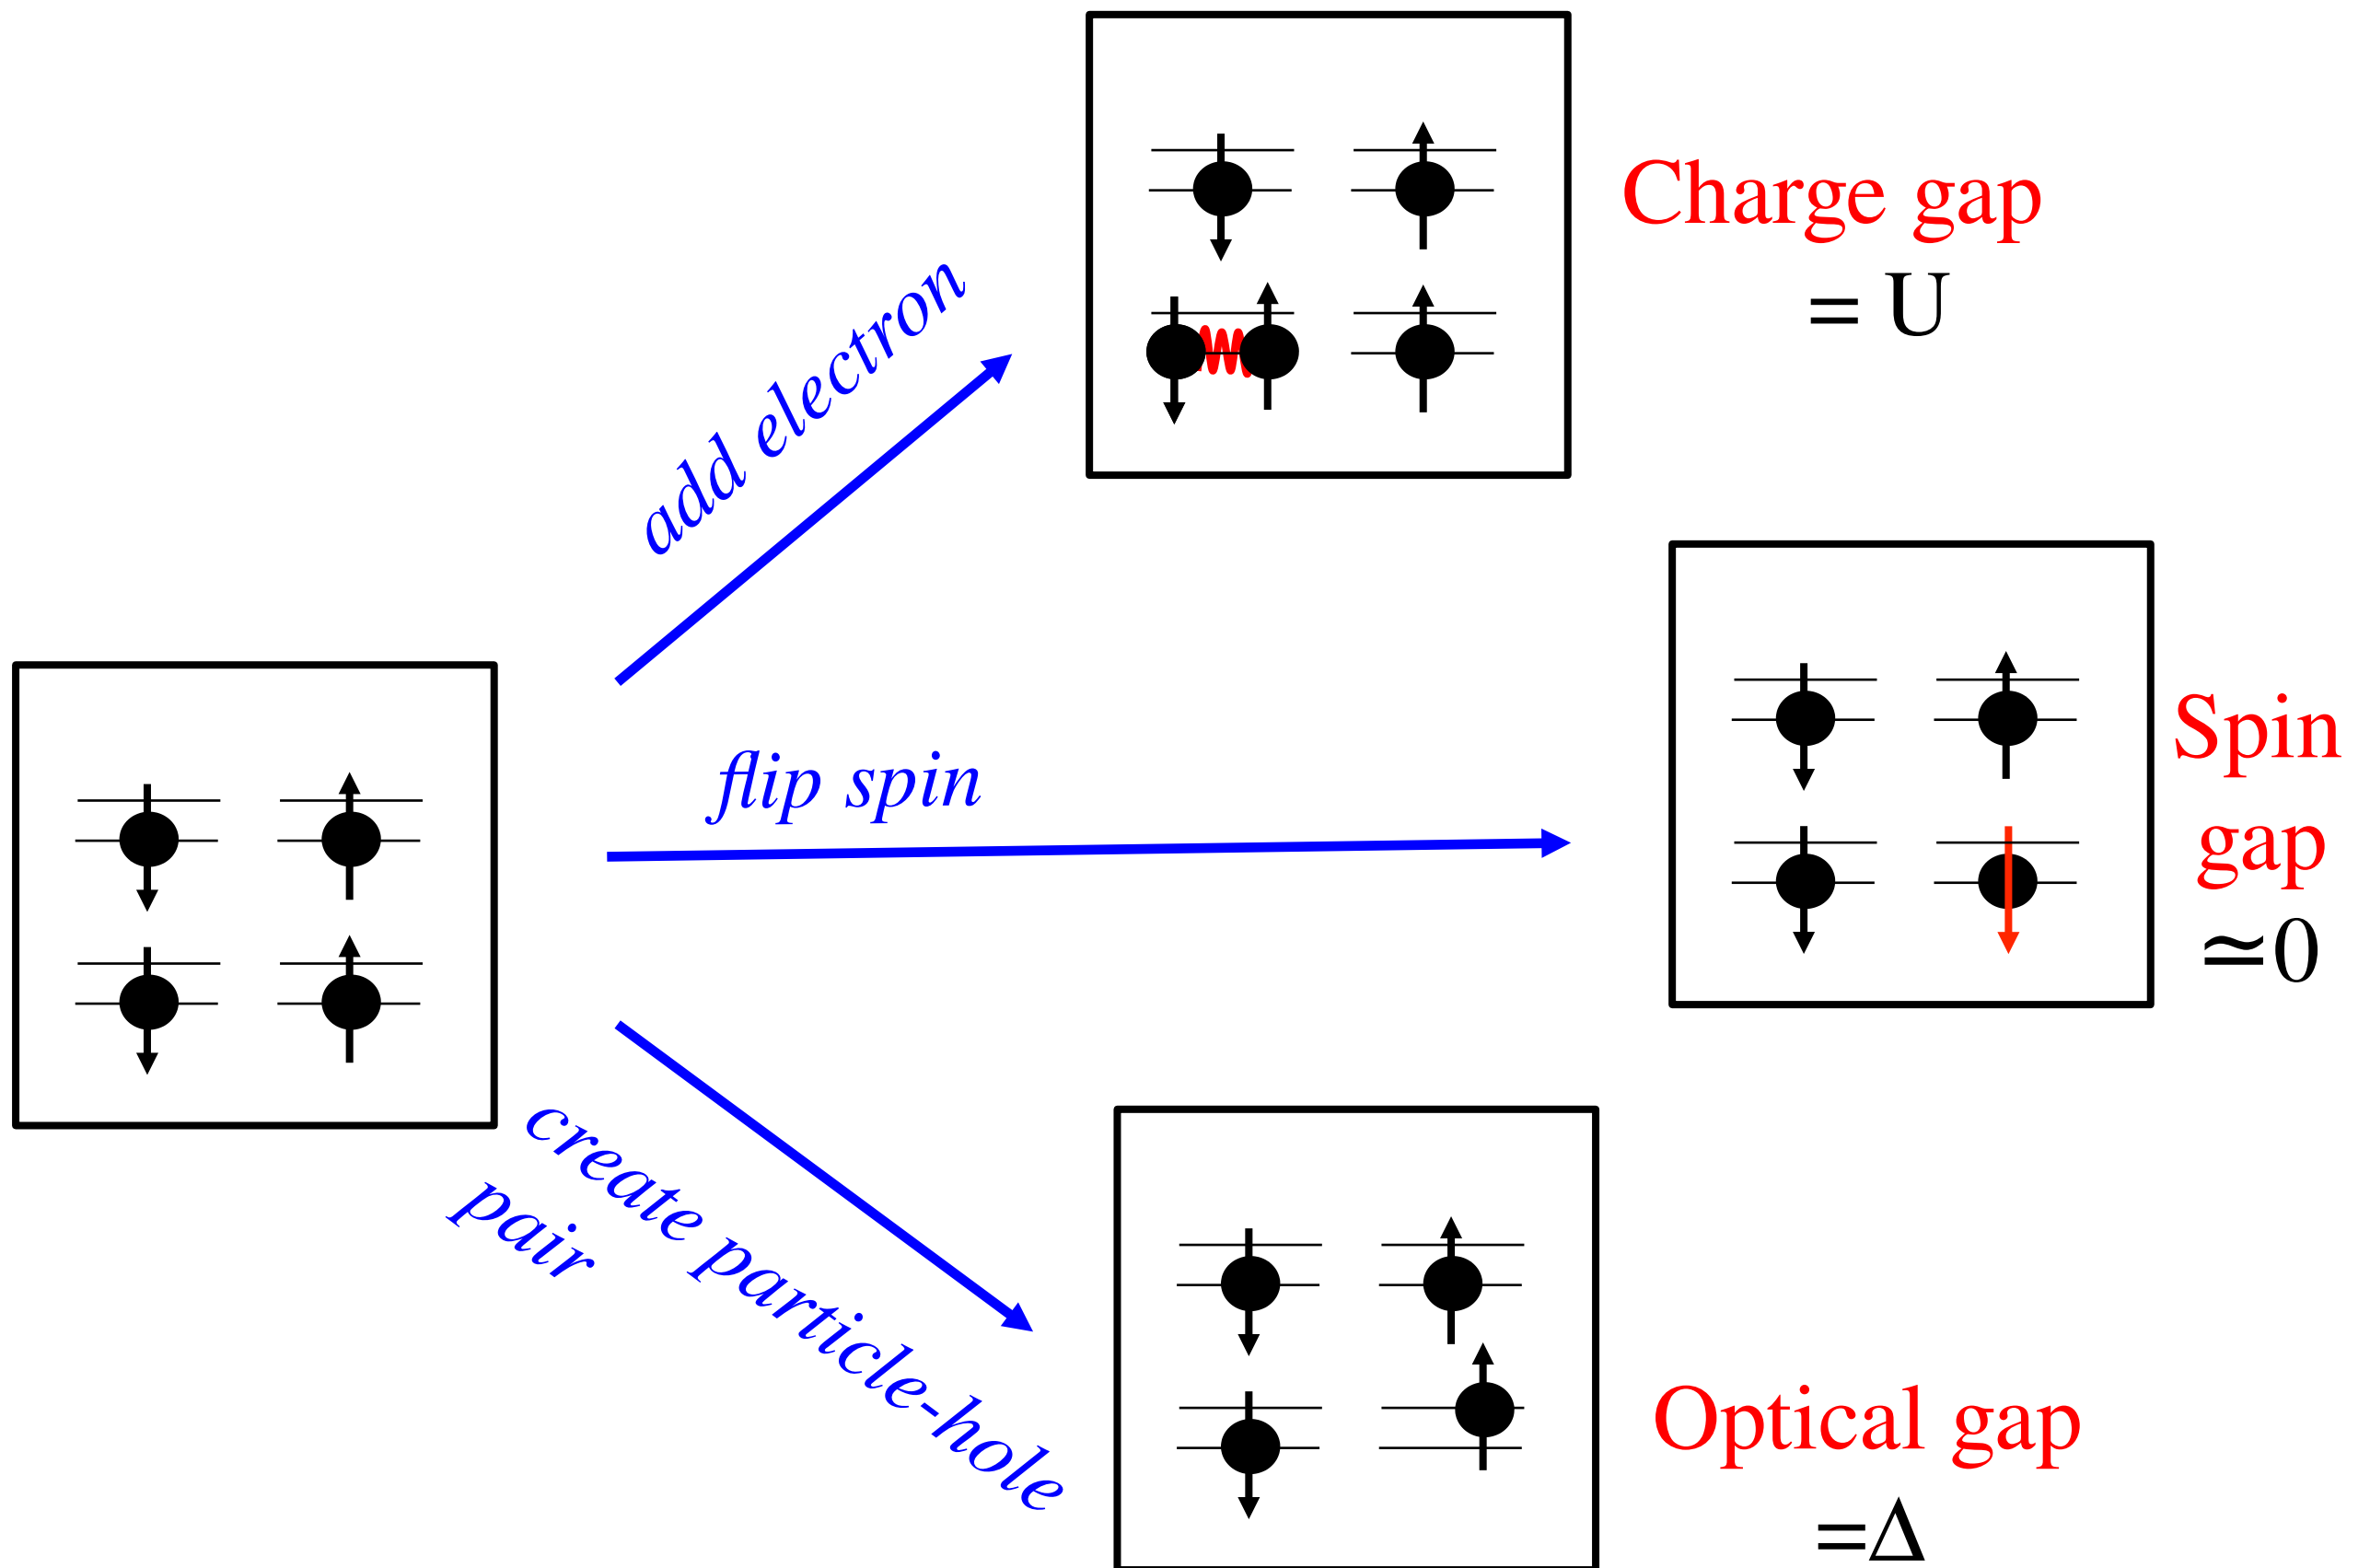 Charge gap
= U
add electron
flip spin
Spin
gap
≅0
create particle-hole
pair
Optical gap
=Δ